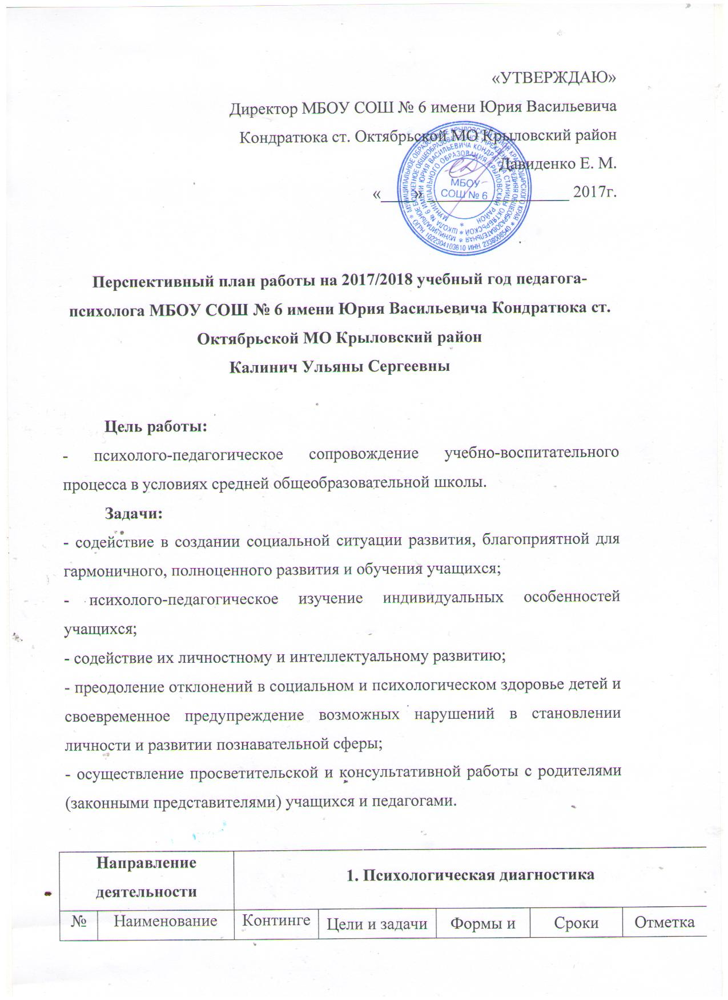 «УТВЕРЖДАЮ»
Директор МБОУ СОШ № 6 имени Юрия Васильевича
Кондратюка ст. Октябрьской МО Крыловский район
Давиденко Е. М.
«____» __________________ 2017г.
МБОУ
СОШ № 6
Перспективный план работы на 2017/2018 учебный год педагога-
психолога МБОУ СОШ № 6 имени Юрия Васильевича Кондратюка ст.
Октябрьской МО Крыловский район
Калинич Ульяны Сергеевны
Цель работы:
- психолого-педагогическое сопровождение учебно-воспитательного
процесса в условиях средней общеобразовательной школы.
Задачи:
- содействие в создании социальной ситуации развития, благоприятной для
гармоничного, полноценного развития и обучения учащихся;
- психолого-педагогическое изучение индивидуальных особенностей
учащихся;
- содействие их личностному и интеллектуальному развитию;
- преодоление отклонений в социальном и психологическом здоровье детей и
своевременное предупреждение возможных нарушений в становлении
личности и развитии познавательной сферы;
- осуществление просветительской и консультативной работы с родителями
(законными представителями) учащихся и педагогами.
Направление
деятельности
1. Психологическая диагностика
№ Наименование Континге Цели и задачи Формы и Сроки Отметка